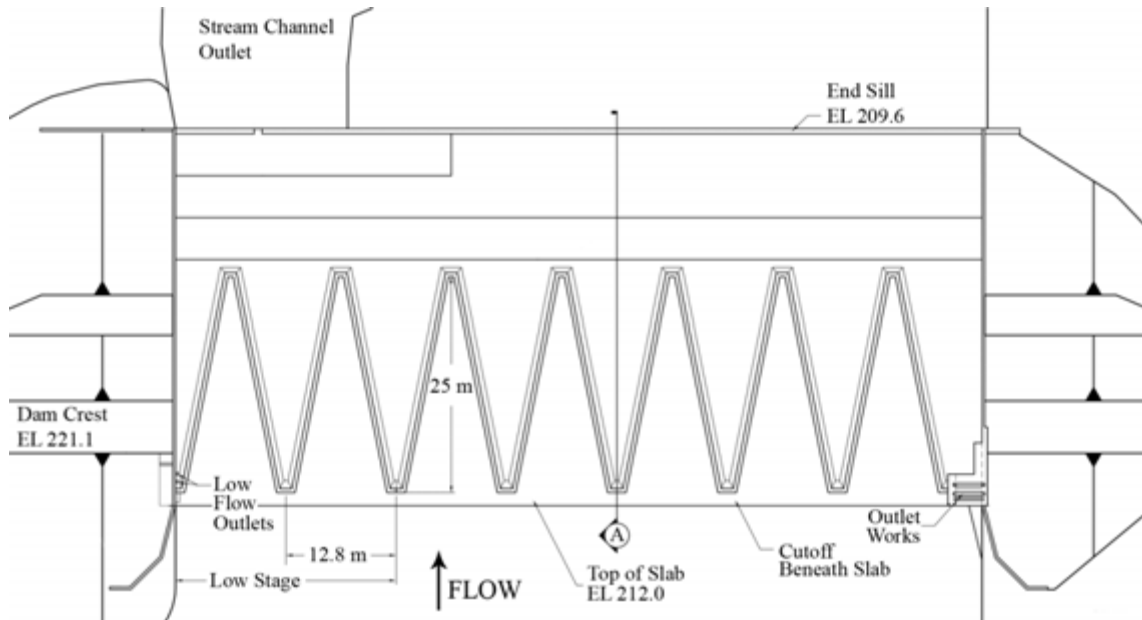 Stream Channel
Outlet
End Sill
EL 209.6
25 m
Dam Crest
EL 221.1
Low
Flow
Outlets
Outlet
Works
A
12.8 m
Cutoff
Beneath Slab
Low Stage
Top of Slab
EL 212.0
FLOW